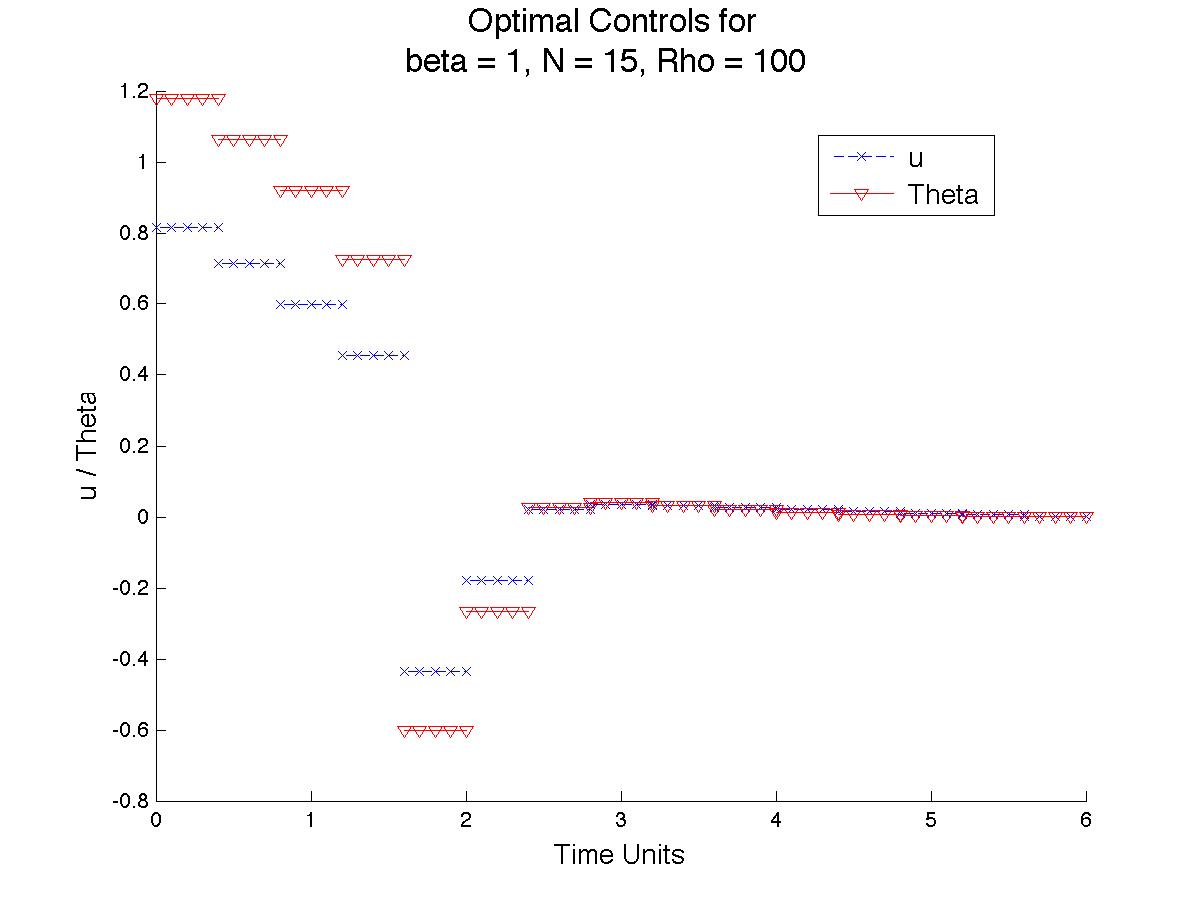 Optimal Controls for
beta = 1, N = 15, Rho = 100
1.2
1
0.8
0.6
0.4
0.2
0
-0.2
-0.4
-0.6
-0.8
u / Theta
u
Theta
0 1 2 3 4 5 6
Time Units